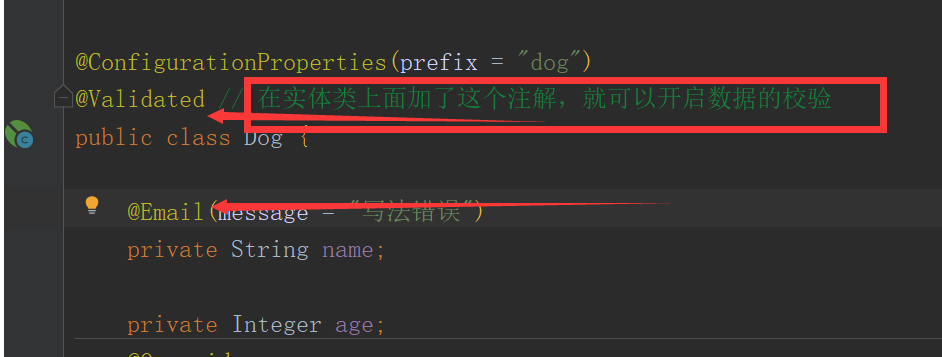 @ConfigurationProperties(prefix = "dog")
@Validated // 在实体类上面加了这个注解，就可以开启数据的校验
public class Dog {
@Email(message = "写法错误")
private String name;
private Integer age;